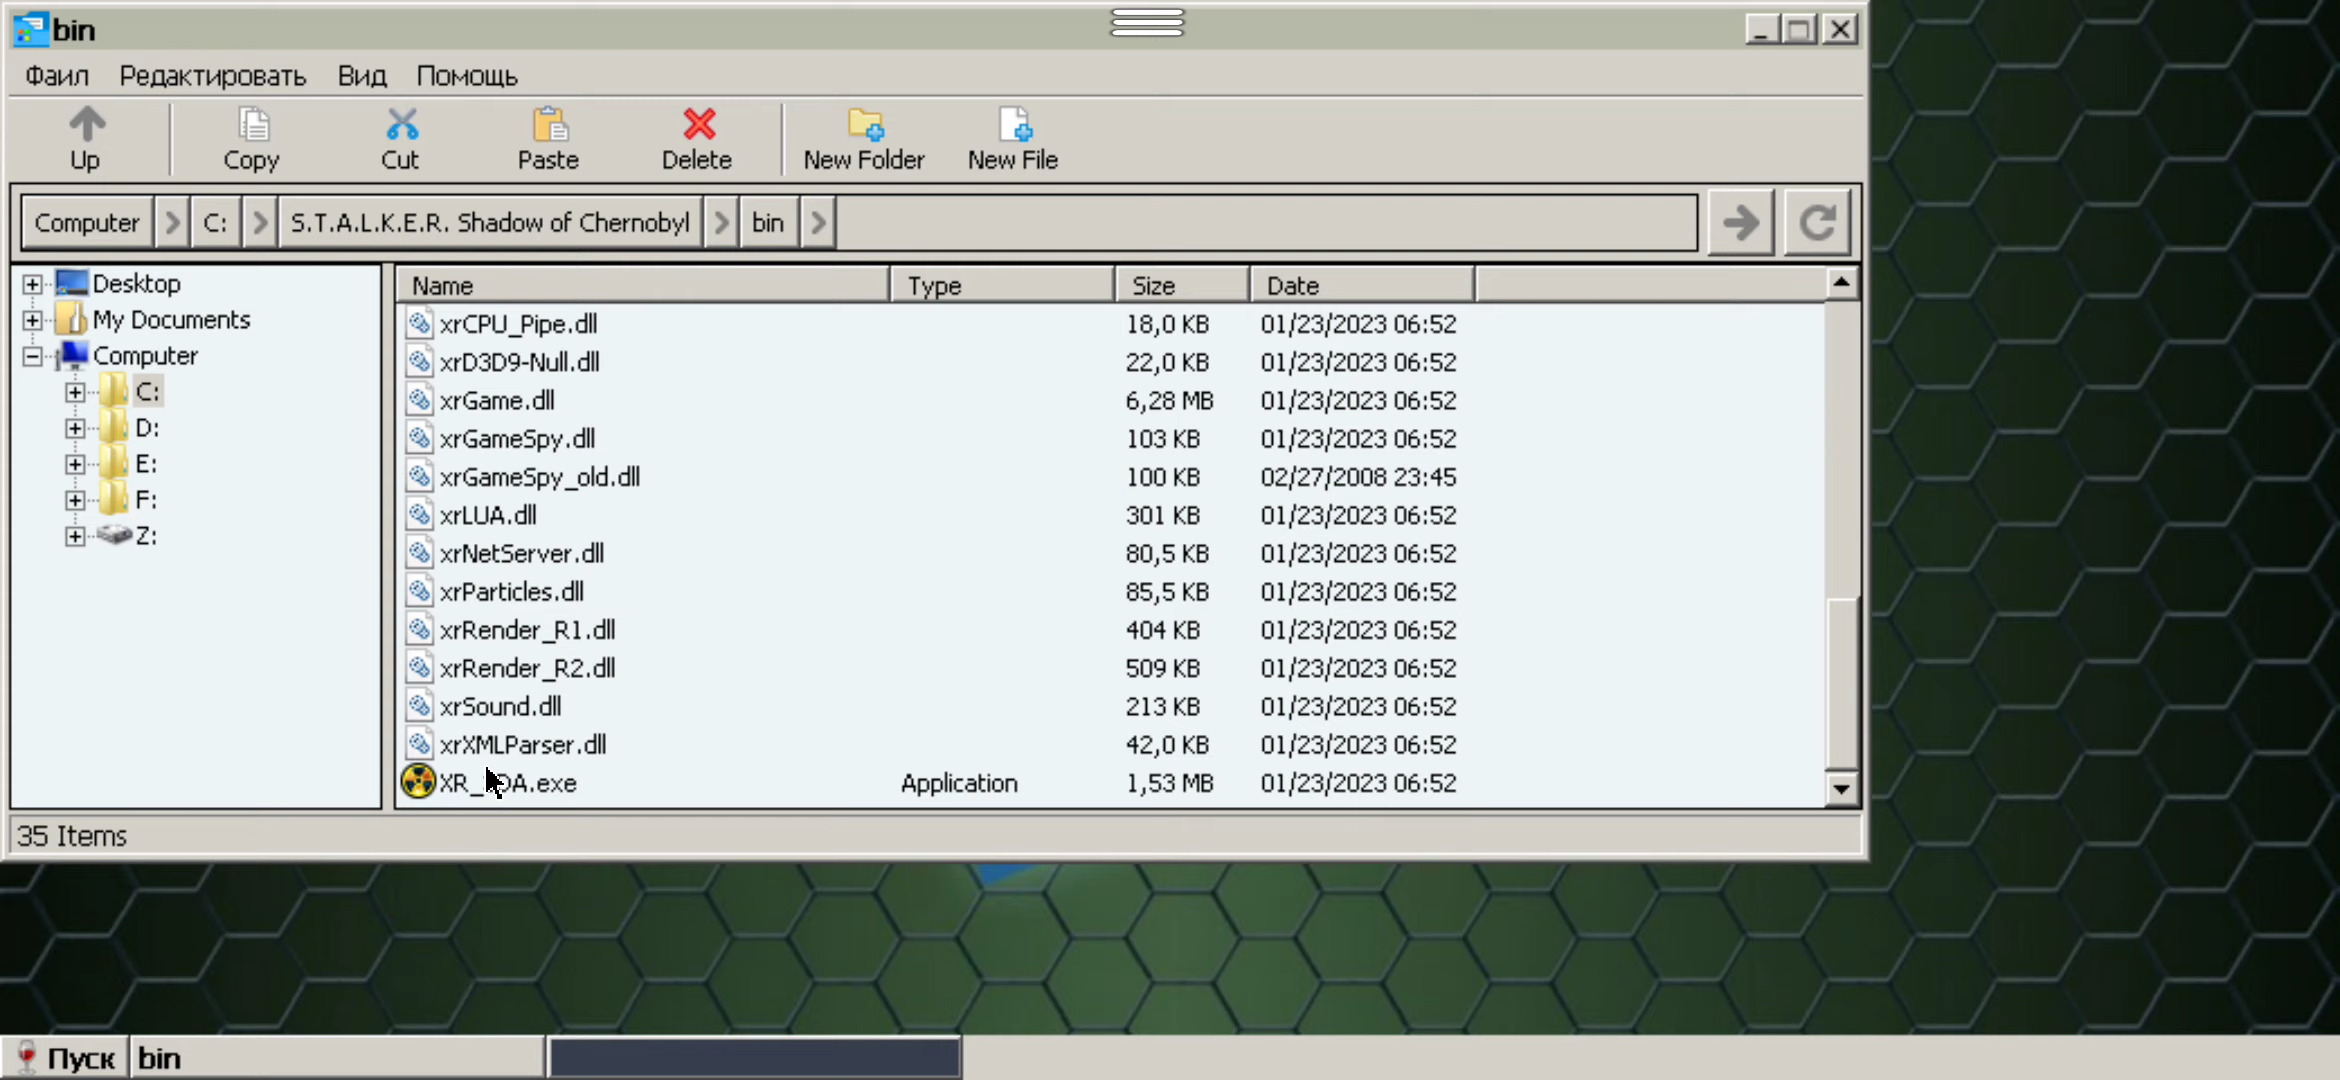 bin
Фаил Редактировать Вид Помощь
Up Copy Cut Paste Delete New Folder New File
Computer C: S.T.A.L.K.E.R. Shadow of Chernobyl bin
Desktop
My Documents
Computer
C:
D:
E:
F:
Z:
Name Type Size Date
xrCPU_Pipe.dll 18,0 KB 01/23/2023 06:52
xrD3D9-Null.dll 22,0 KB 01/23/2023 06:52
xrGame.dll 6,28 MB 01/23/2023 06:52
xrGameSpy.dll 103 KB 01/23/2023 06:52
xrGameSpy_old.dll 100 KB 02/27/2008 23:45
xrLUA.dll 301 KB 01/23/2023 06:52
xrNetServer.dll 80,5 KB 01/23/2023 06:52
xrParticles.dll 85,5 KB 01/23/2023 06:52
xrRender_R1.dll 404 KB 01/23/2023 06:52
xrRender_R2.dll 509 KB 01/23/2023 06:52
xrSound.dll 213 KB 01/23/2023 06:52
xrXMLParser.dll 42,0 KB 01/23/2023 06:52
Application 1,53 MB 01/23/2023 06:52
35 Items
Пуск bin